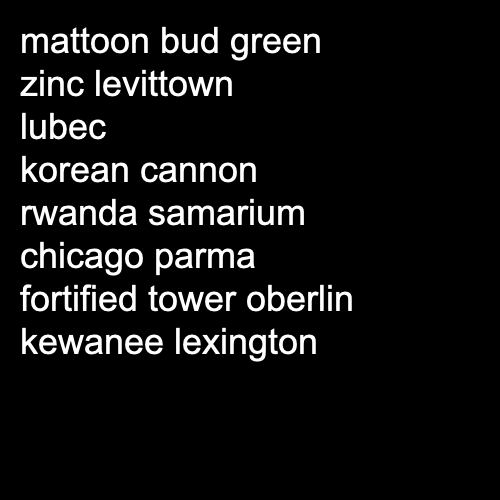 mattoon bud green
zinc levittown
lubec
korean cannon
rwanda samarium
chicago parma
fortified tower oberlin
kewanee lexington